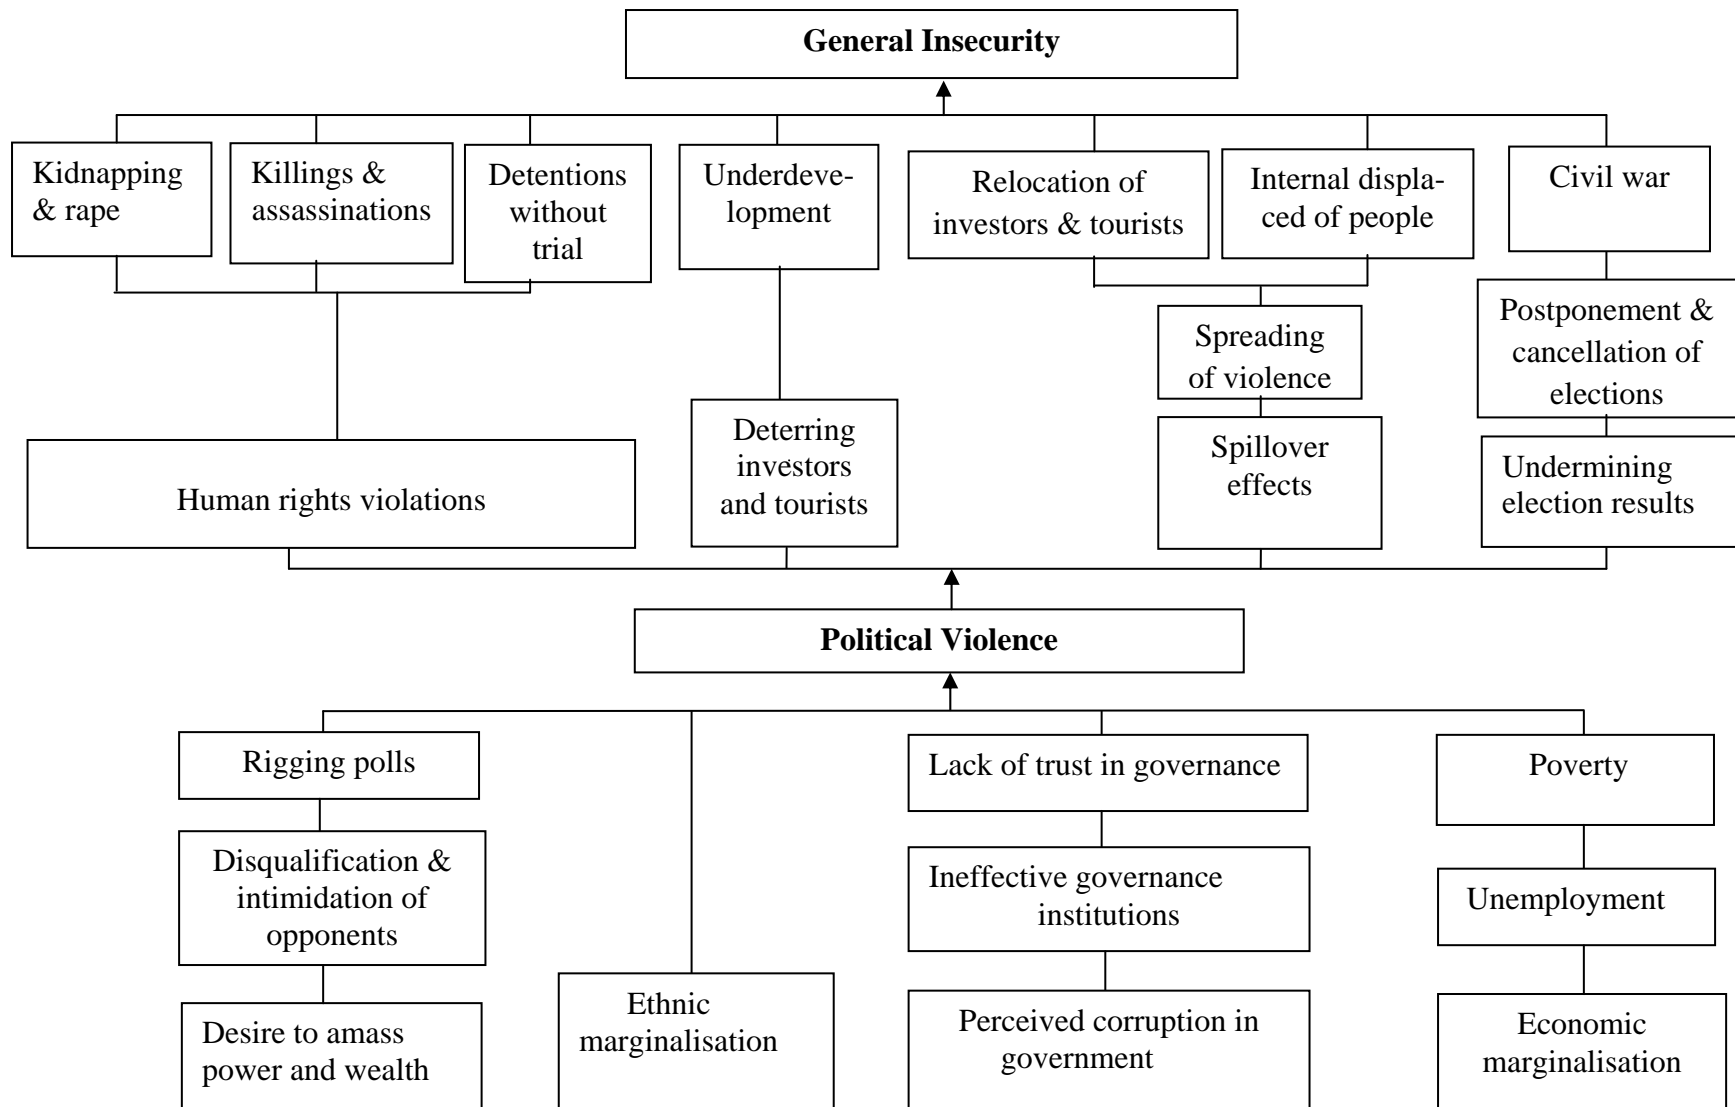 General Insecurity
Kidnapping
& rape
Killings &
assassinations
Detentions
without
trial
Underdeve-
lopment
Relocation of
investors & tourists
Internal displa-
ced of people
Civil war
Spreading
of violence
Postponement &
cancellation of
elections
Human rights violations
Deterring
investors
and tourists
Spillover
effects
Undermining
election results
Political Violence
Rigging polls
Lack of trust in governance
Poverty
Disqualification &
intimidation of
opponents
Ineffective governance
institutions
Unemployment
Desire to amass
power and wealth
Ethnic
marginalisation
Perceived corruption in
government
Economic
marginalisation